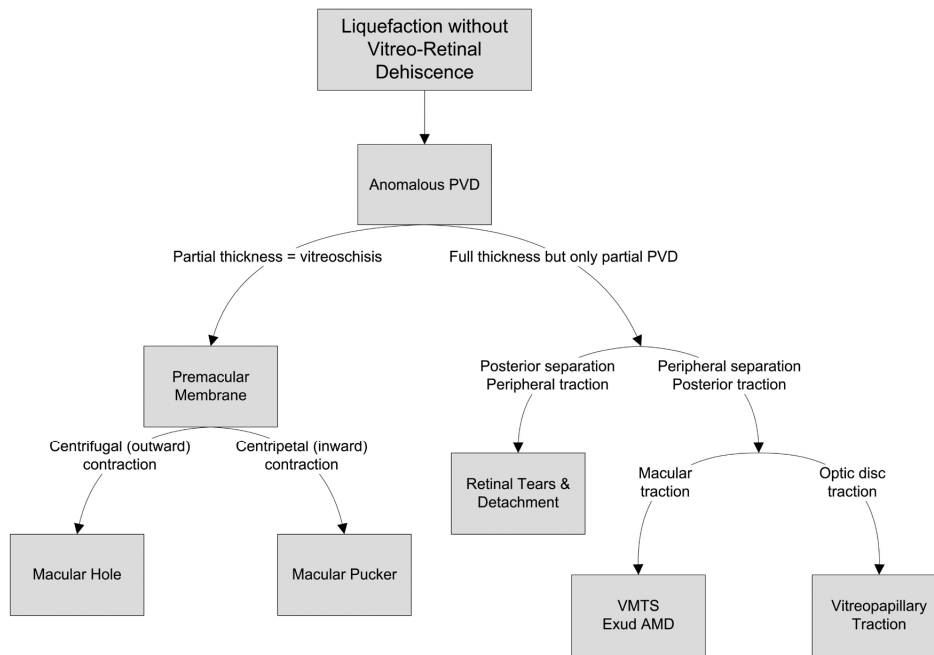 Liquefaction without
Vitreo-Retinal
Dehiscence
Anomalous PVD
Partial thickness = vitreoschisis
Full thickness but only partial PVD
Premacular
Membrane
Posterior separation
Peripheral traction
Peripheral separation
Posterior traction
Centrifugal (outward)
contraction
Centripetal (inward)
contraction
Retinal Tears &
Detachment
Macular
traction
Optic disc
traction
Macular Hole
Macular Pucker
VMTS
Exud AMD
Vitreopapillary
Traction